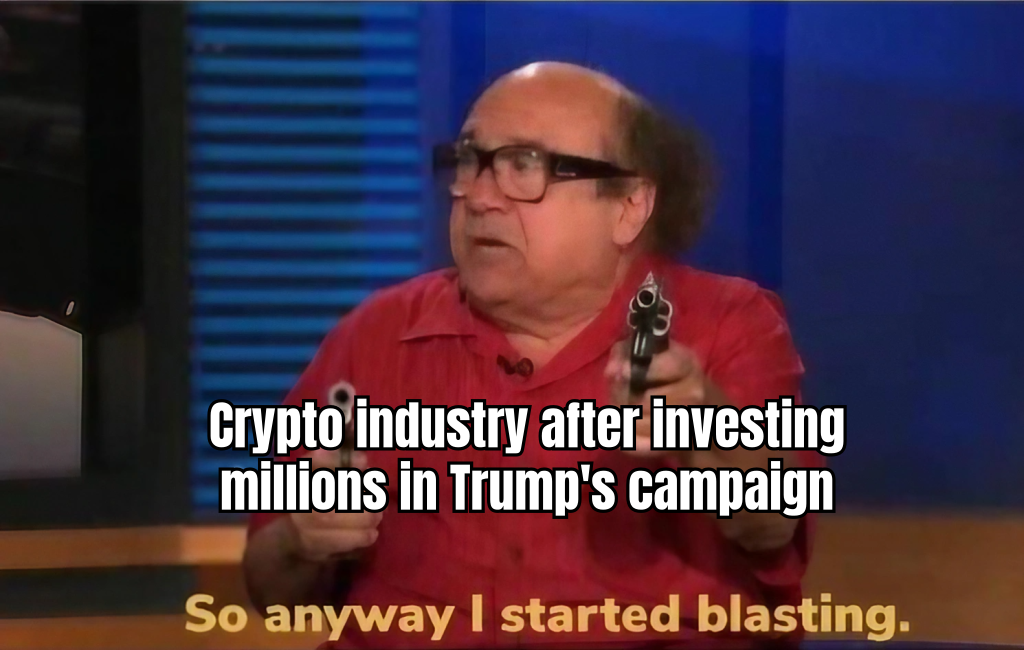 Crypto industry after investing
millions in Trump's campaign
So anyway I started blasting.